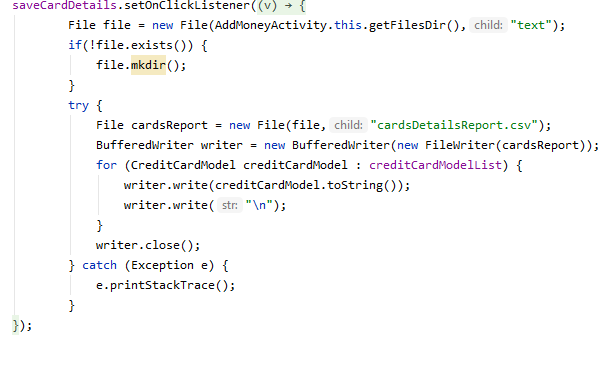 saveCardDetails.setOnClickListener((v) → {
File file = new File(AddMoneyActivity.this.getFilesDir(), child: "text");
if(!file.exists()) {
file.mkdir();
}
try {
File cardsReport = new File(file, child: "cardsDetailsReport.csv");
BufferedWriter writer = new BufferedWriter(new FileWriter(cardsReport));
for (CreditCardModel creditCardModel : creditCardModelList) {
writer.write(creditCardModel.toString());
writer.write( str: "\n");
}
writer.close();
} catch (Exception e) {
e.printStackTrace();
}
});